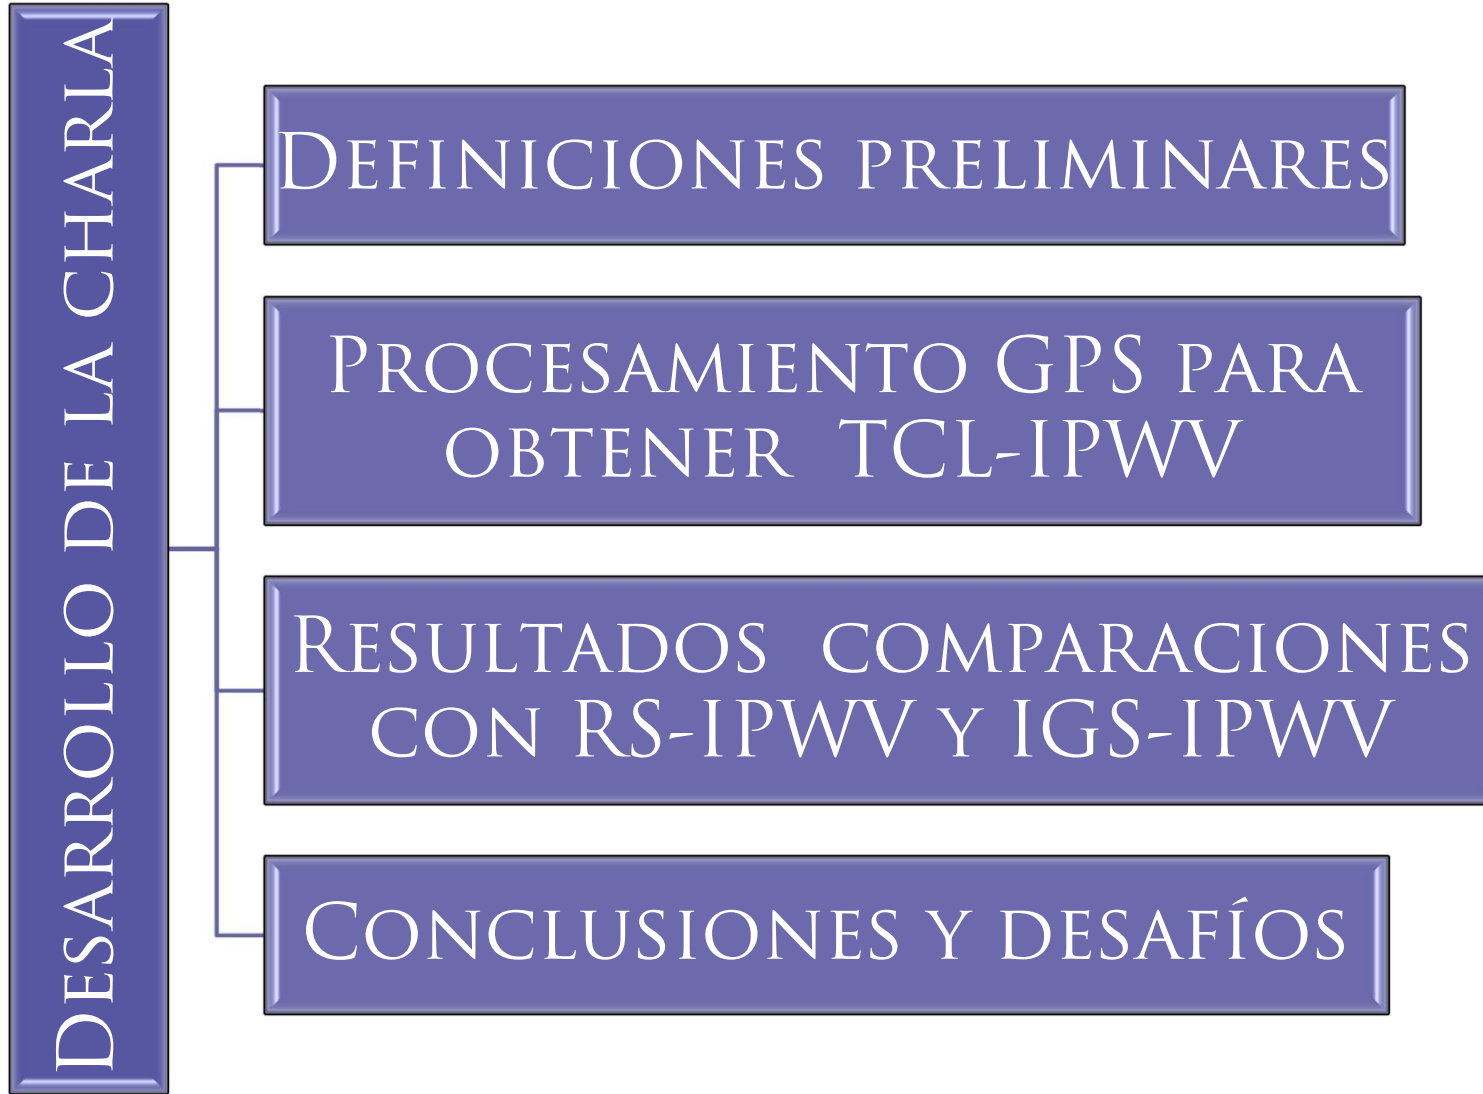 Desarrollo de la charla
Definiciones preliminares
Procesamiento GPS para
obtener TCL-IPWV
Resultados comparaciones
con RS-IPWV y IGS-IPWV
Conclusiones y desafíos